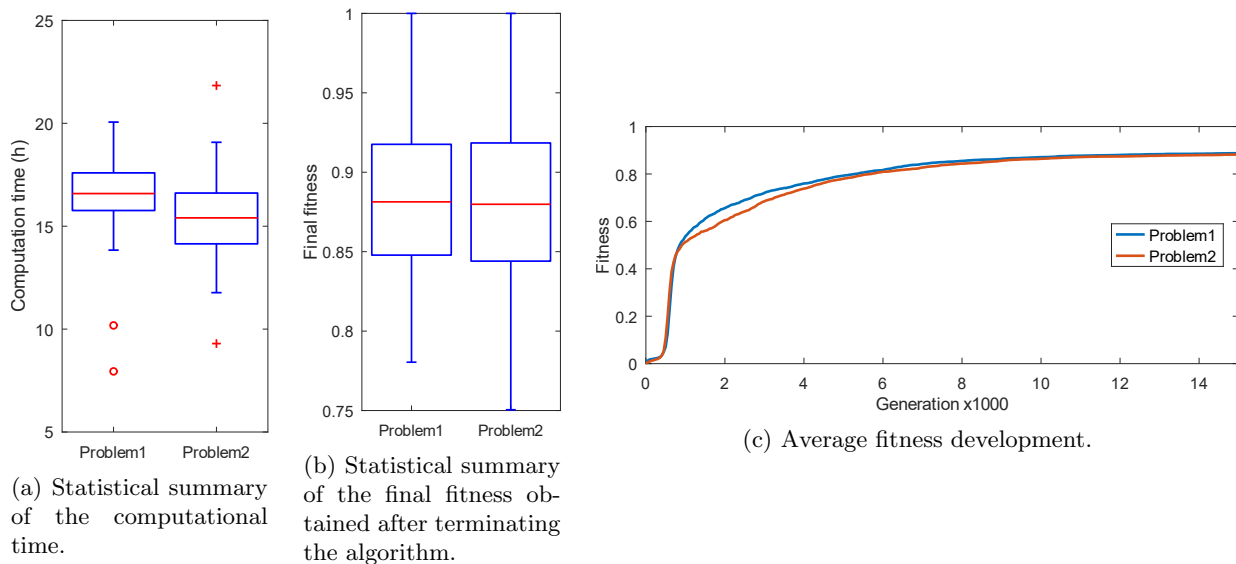 25
20
15
10
5
Computation time (h)
Problem1
Problem2
(a) Statistical summary
of the computational
time.
1
0.95
0.9
0.85
0.8
0.75
Final fitness
Problem1
Problem2
(b) Statistical summary
of the final fitness ob-
tained after terminating
the algorithm.
1
0.8
0.6
0.4
0.2
0
Fitness
Problem1
Problem2
0
2
4
6
8
10
12
14
Generation x1000
(c) Average fitness development.